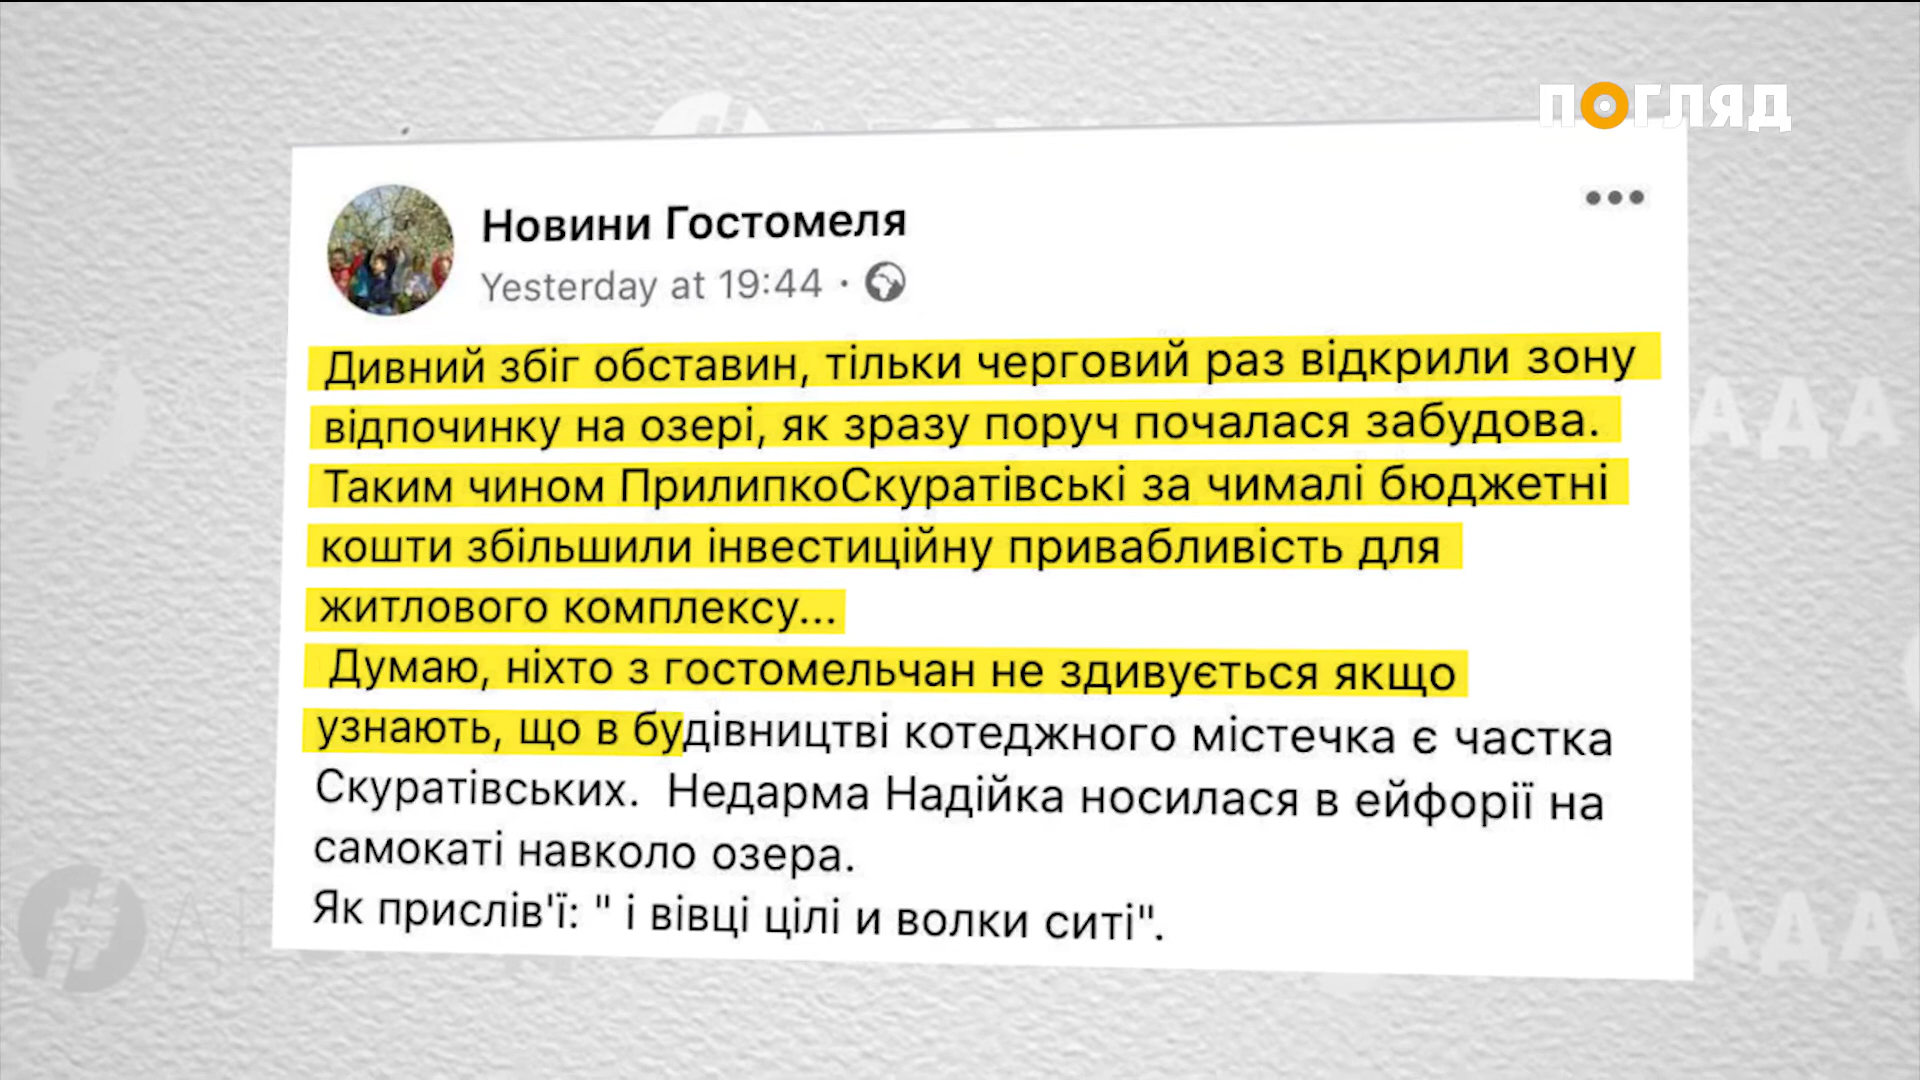 ПОГЛЯД
Новини Гостомеля
Yesterday at 19:44 ·
Дивний збіг обставин, тільки черговий раз відкрили зону
відпочинку на озері, як зразу поруч почалася забудова.
Таким чином ПрилипкоСкуратівські за чималі бюджетні
кошти збільшили інвестиційну привабливість для
житлового комплексу...
Думаю, ніхто з гостомельчан не здивується якщо
узнають, що в будівництві котеджного містечка є частка
Скуратівських. Недарма Надійка носилася в ейфорії на
самокаті навколо озера.
Як прислів'ї: " і вівці цілі и волки ситі".